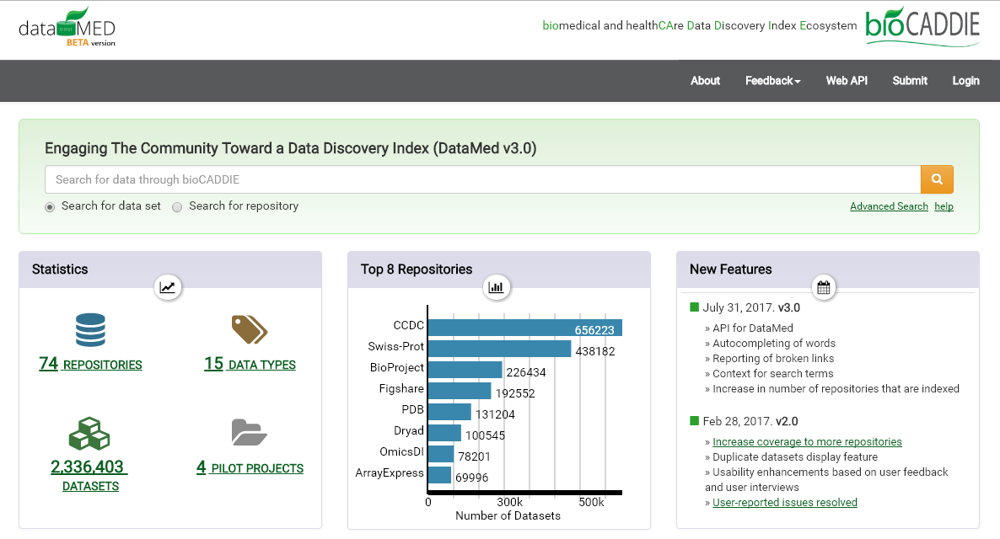 dataMED
BETA version
biomedical and healthCAre Data Discovery Index Ecosystem
bioCADDIE
About Feedback Web API Submit Login
Engaging The Community Toward a Data Discovery Index (DataMed v3.0)
Search for data through bioCADDIE
Search for data set Search for repository
Advanced Search help
Statistics
74 REPOSITORIES
15 DATA TYPES
2,336,403
DATASETS
4 PILOT PROJECTS
Top 8 Repositories
CCDC 656223
Swiss-Prot 438182
BioProject 226434
Figshare 192552
PDB 131204
Dryad 100545
OmicsDI 78201
ArrayExpress 69996
0 300k 500k
Number of Datasets
New Features
July 31, 2017. v3.0
» API for DataMed
» Autocompleting of words
» Reporting of broken links
» Context for search terms
» Increase in number of repositories that are indexed
Feb 28, 2017. v2.0
» Increase coverage to more repositories
» Duplicate datasets display feature
» Usability enhancements based on user feedback
and user interviews
» User-reported issues resolved